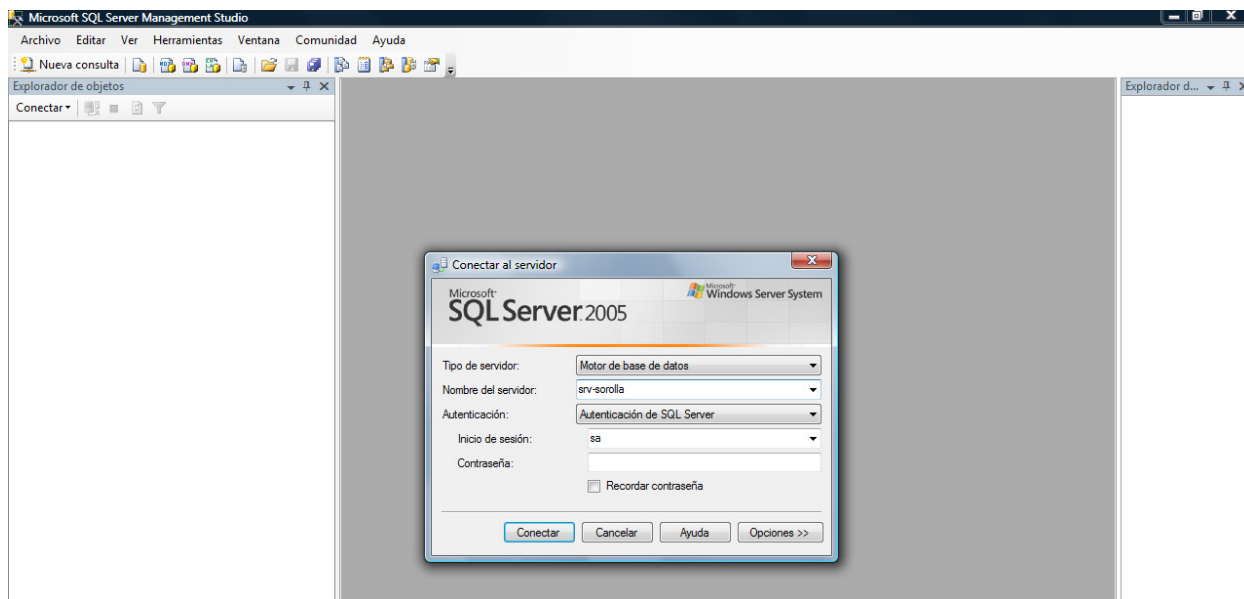 Microsoft SQL Server Management Studio
Archivo Editar Ver Herramientas Ventana Comunidad Ayuda
Nueva consulta
Explorador de objetos
Explorador d...
Conectar
Conectar al servidor
Microsoft
SQL Server 2005
Microsoft
Windows Server System
Tipo de servidor: Motor de base de datos
Nombre del servidor: srv-sorolla
Autenticación: Autenticación de SQL Server
Inicio de sesión: sa
Contraseña:
Recordar contraseña
Conectar Cancelar Ayuda Opciones >>